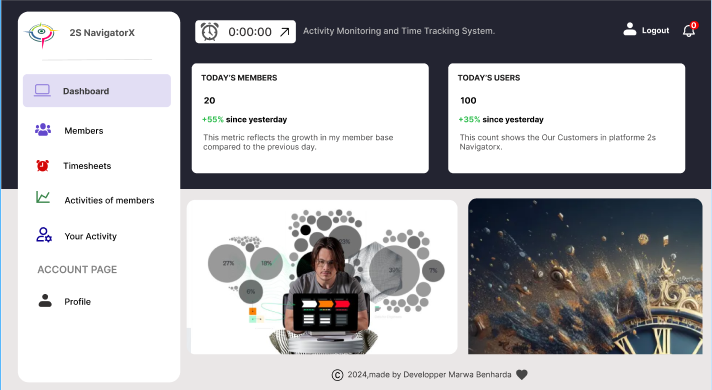 2S NavigatorX
Dashboard
Members
Timesheets
Activities of members
Your Activity
ACCOUNT PAGE
Profile
0:00:00
Activity Monitoring and Time Tracking System.
Logout
0
TODAY'S MEMBERS
20
+55% since yesterday
This metric reflects the growth in my member base
compared to the previous day.
TODAY'S USERS
100
+35% since yesterday
This count shows the Our Customers in platforme 2s
Navigatorx.
27%
18%
6%
7%
© 2024,made by Developper Marwa Benharda